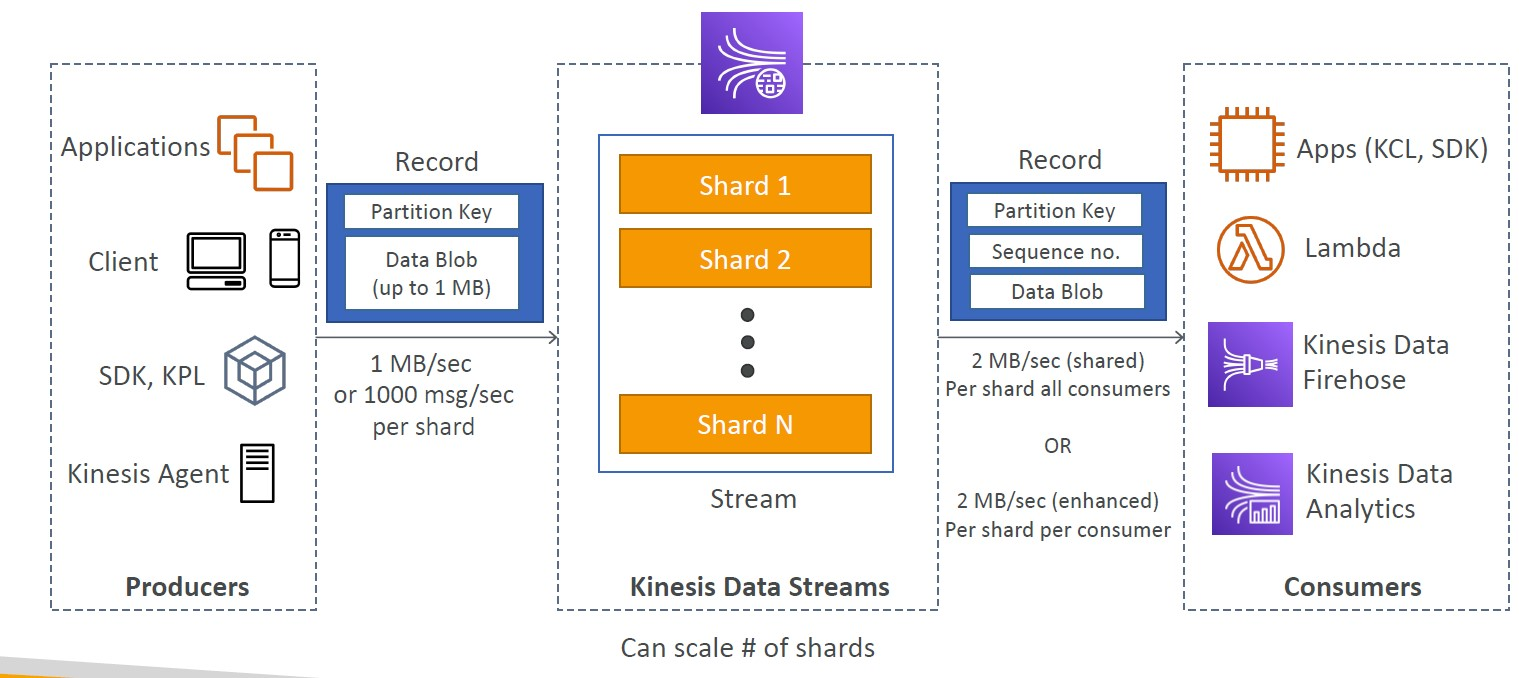 Applications
Client
SDK, KPL
Kinesis Agent
Producers
Record
Partition Key
Data Blob
(up to 1 MB)
1 MB/sec
or 1000 msg/sec
per shard
Shard 1
Shard 2
Shard N
Stream
Kinesis Data Streams
Can scale # of shards
Record
Partition Key
Sequence no.
Data Blob
2 MB/sec (shared)
Per shard all consumers
OR
2 MB/sec (enhanced)
Per shard per consumer
Apps (KCL, SDK)
Lambda
Kinesis Data
Firehose
Kinesis Data
Analytics
Consumers